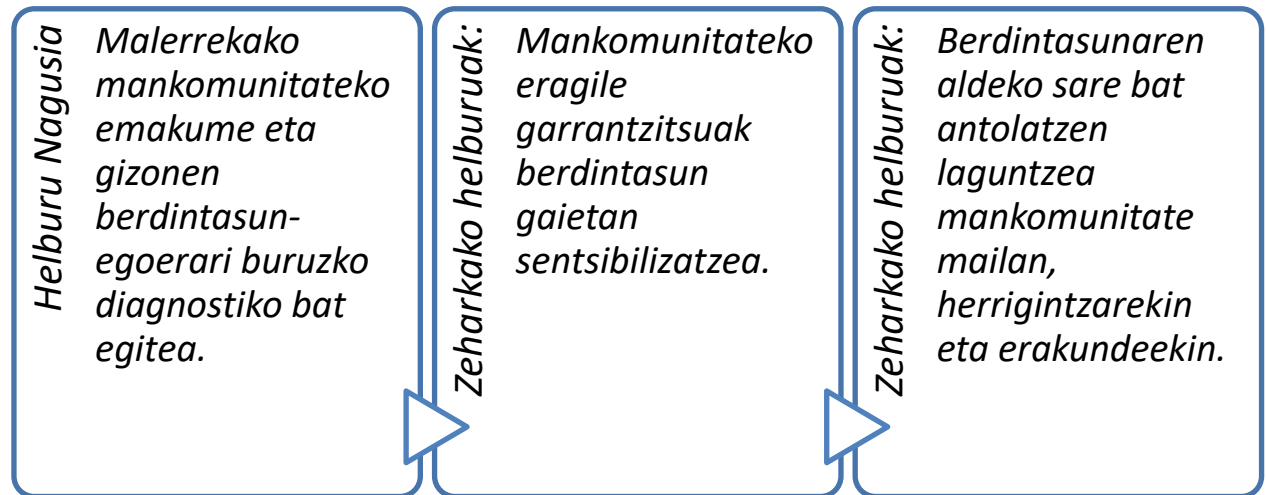 Helburu Nagusia
Malerrekako
mankomunitateko
emakume eta
gizonen
berdintasun-
egoerari buruzko
diagnostiko bat
egitea.
Zeharkako helburuak:
Mankomunitateko
eragile
garrantzitsuak
berdintasun
gaietan
sentsibilizatzea.
Zeharkako helburuak:
Berdintasunaren
aldeko sare bat
antolatzen
laguntzea
mankomunitate
mailan,
herrigintzarekin
eta erakundeekin.